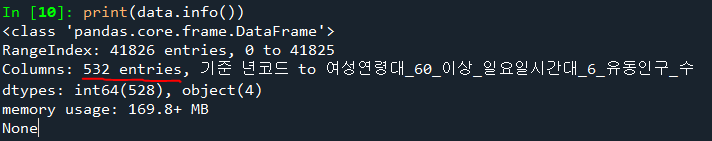 In [10]: print(data.info())
<class 'pandas.core.frame.DataFrame'>
RangeIndex: 41826 entries, 0 to 41825
Columns: 532 entries, 기준 년코드 to 여성연령대_60_이상_일요일시간대_6_유동인구_수
dtypes: int64(528), object(4)
memory usage: 169.8+ MB
None